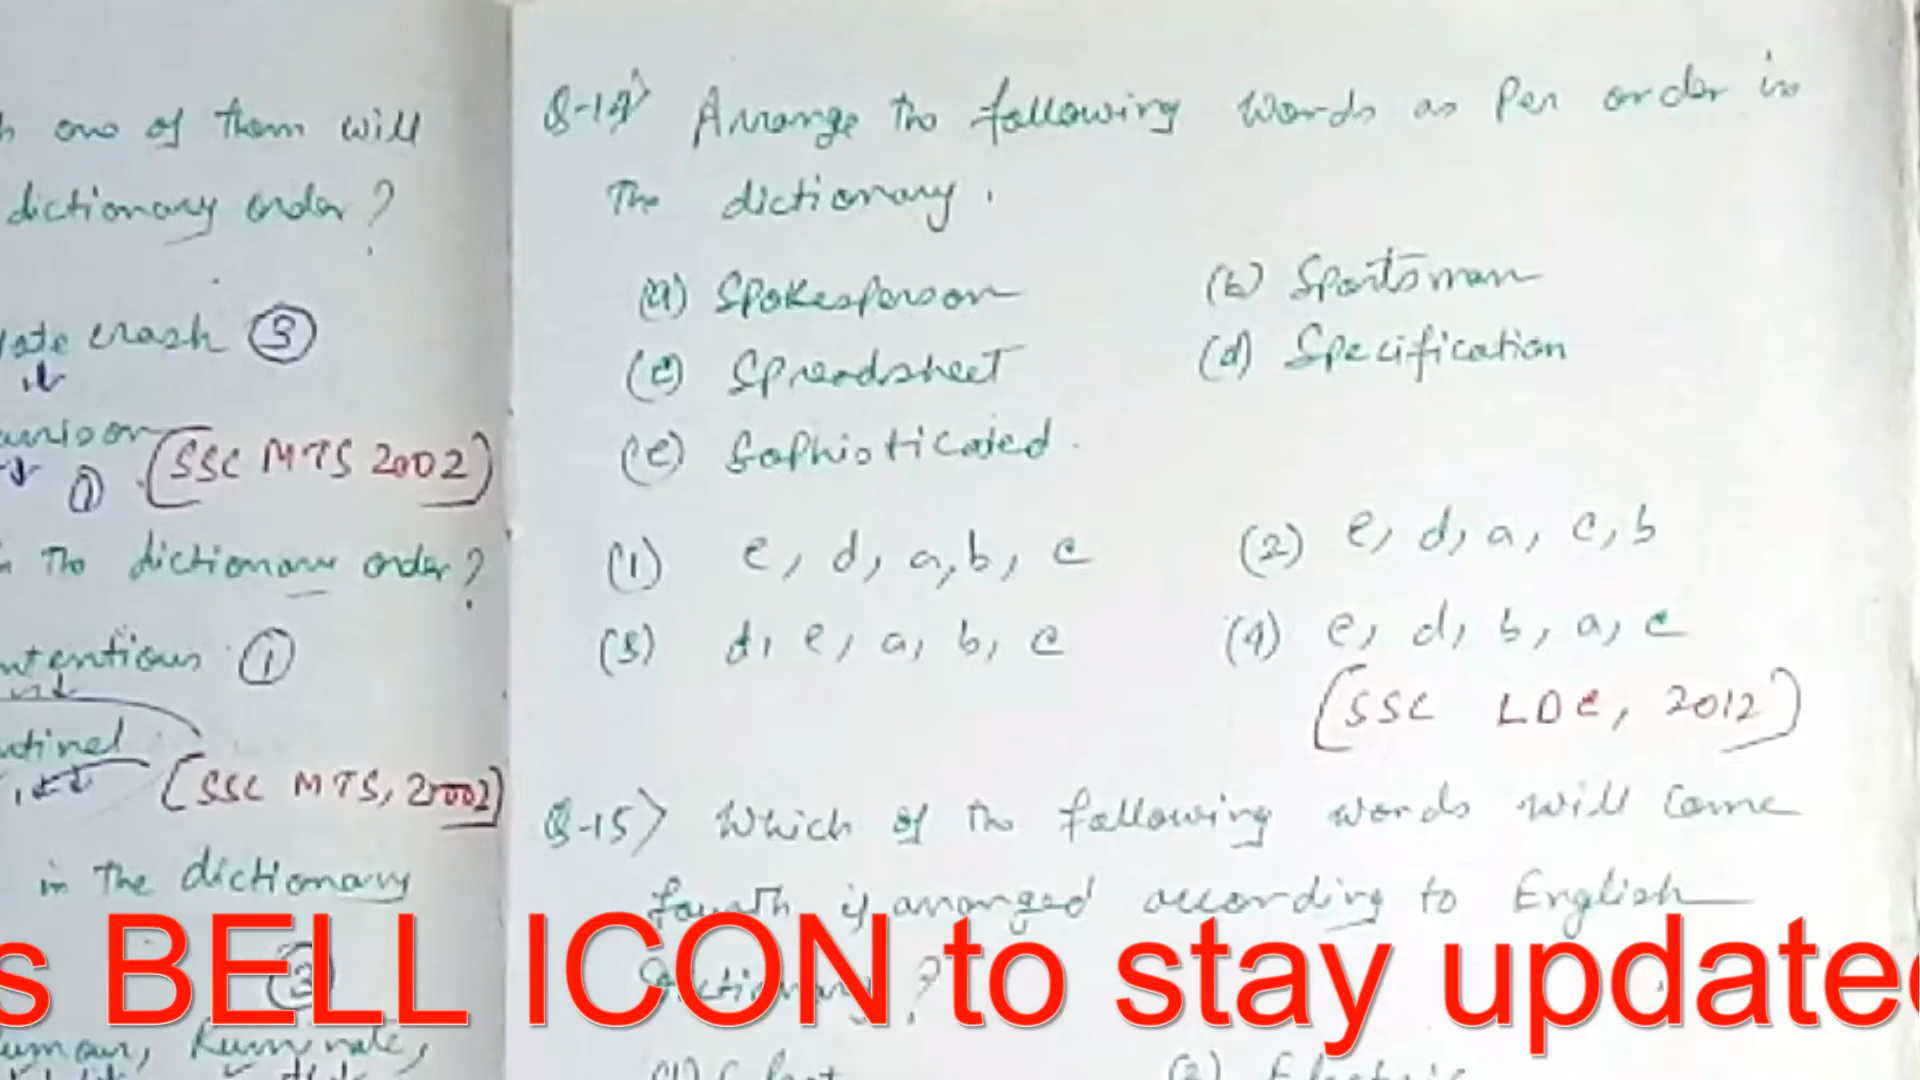 one of them will
dictionary order?
crash (3)
(SSC MTS 2002)
(1)
The dictionary order?
(1)
[SSC MTS, 2002]
in the dictionary
(3)
Q-14> Arrange the following words as Per order in
The dictionary.
(a) Spokesperson (b) Sportsman
(c) Spreadsheet (d) Specification
(e) Sophisticated.
(1) e, d, a, b, c (2) e, d, a, c, b
(3) d, e, a, b, c (4) e, d, b, a, c
[SSC LDC, 2012]
Q-15> Which of the following words will come
fourth if arranged according to English
dictionary?
BELL ICON to stay